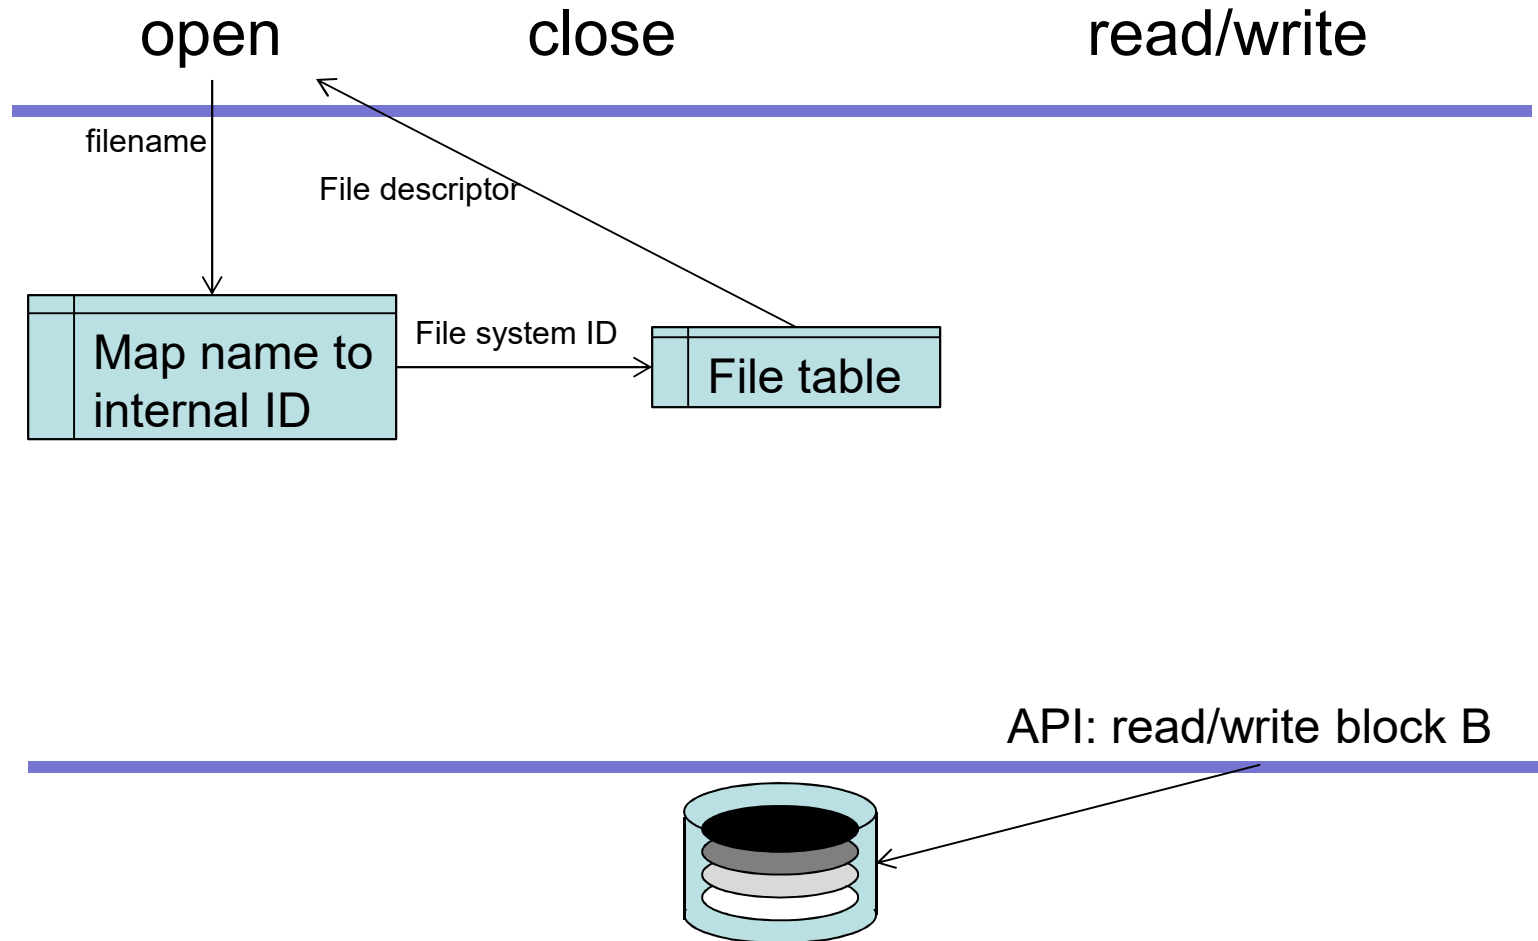 open
close
read/write
filename
File descriptor
File system ID
Map name to
internal ID
File table
API: read/write block B